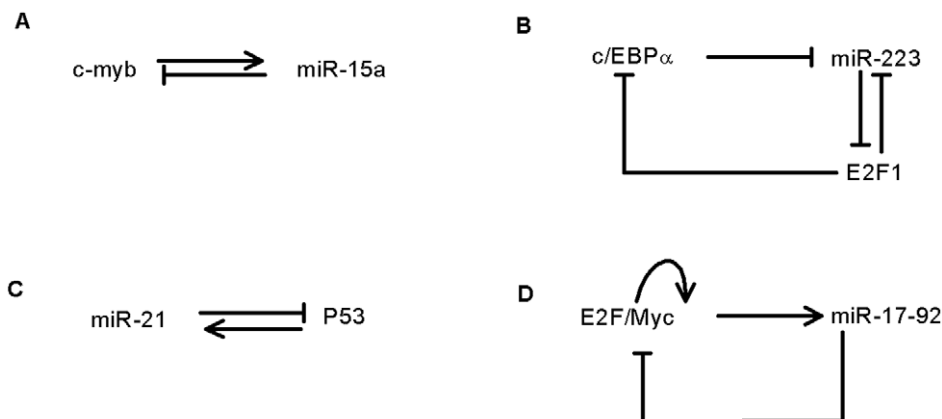 A
c-myb miR-15a
B
c/EBPα miR-223
E2F1
C
miR-21 P53
D
E2F/Myc miR-17-92